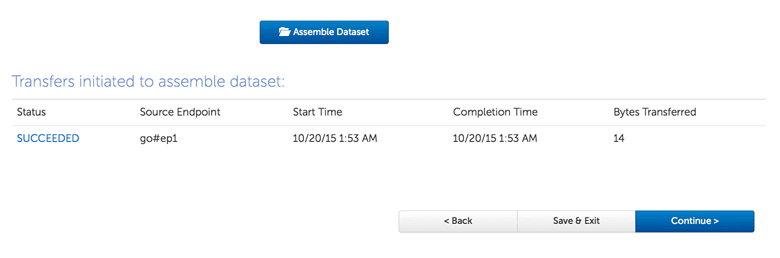 Assemble Dataset
Transfers initiated to assemble dataset:
Status Source Endpoint Start Time Completion Time Bytes Transferred
SUCCEEDED go#ep1 10/20/15 1:53 AM 10/20/15 1:53 AM 14
< Back Save & Exit Continue >